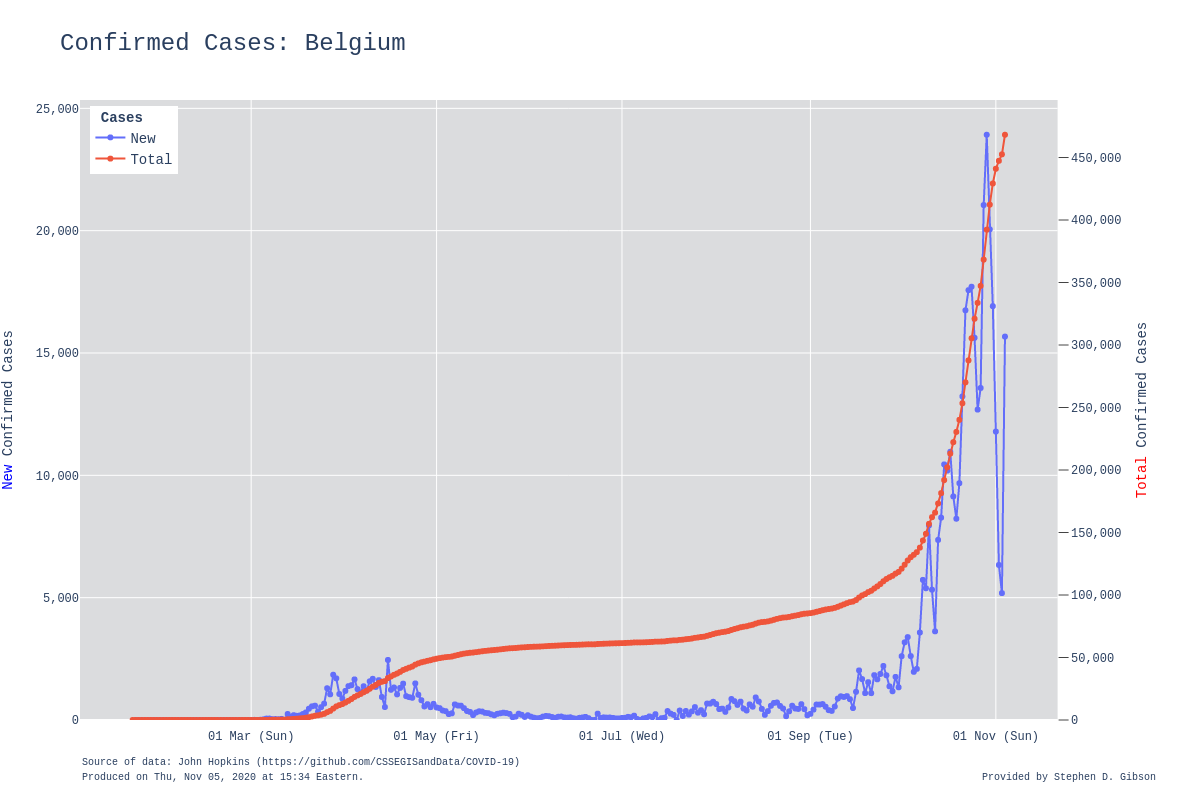 Confirmed Cases: Belgium
Cases
New
Total
25,000
20,000
15,000
10,000
5,000
0
New Confirmed Cases
450,000
400,000
350,000
300,000
250,000
200,000
150,000
100,000
50,000
0
Total Confirmed Cases
01 Mar (Sun) 01 May (Fri) 01 Jul (Wed) 01 Sep (Tue) 01 Nov (Sun)
Source of data: John Hopkins (https://github.com/CSSEGISandData/COVID-19)
Produced on Thu, Nov 05, 2020 at 15:34 Eastern.
Provided by Stephen D. Gibson